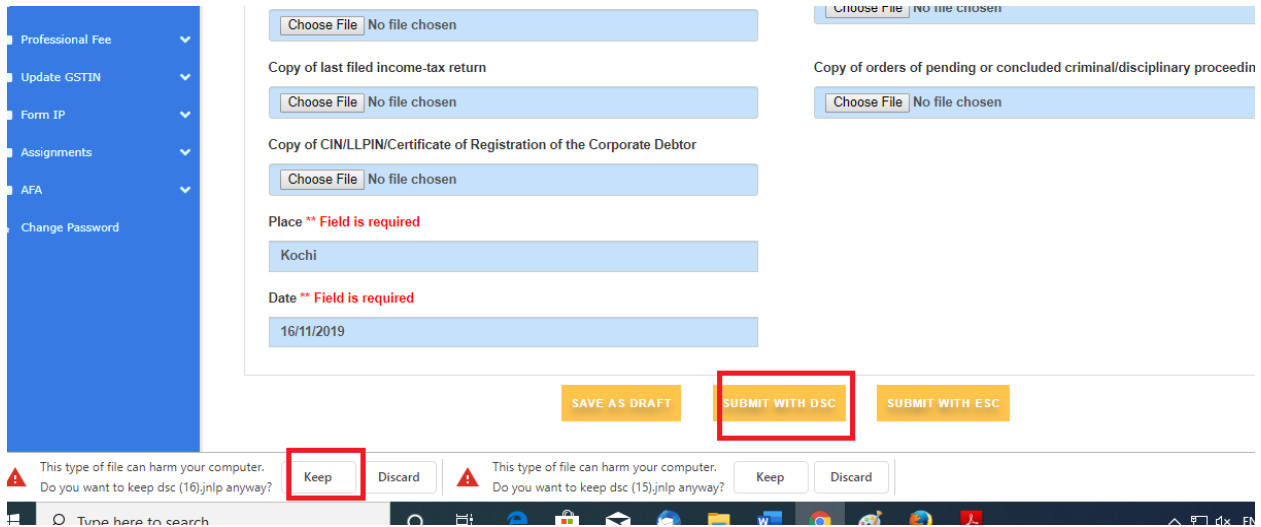 Professional Fee
Update GSTIN
Form IP
Assignments
AFA
Change Password
Choose File No file chosen
Choose File No file chosen
Copy of last filed income-tax return
Copy of orders of pending or concluded criminal/disciplinary proceedin
Choose File No file chosen
Choose File No file chosen
Copy of CIN/LLPIN/Certificate of Registration of the Corporate Debtor
Choose File No file chosen
Place ** Field is required
Kochi
Date ** Field is required
16/11/2019
SAVE AS DRAFT
SUBMIT WITH DSC
SUBMIT WITH ESC
This type of file can harm your computer.
Do you want to keep dsc (16).jnlp anyway?
Keep
Discard
This type of file can harm your computer.
Do you want to keep dsc (15).jnlp anyway?
Keep
Discard
Type here to search
EN